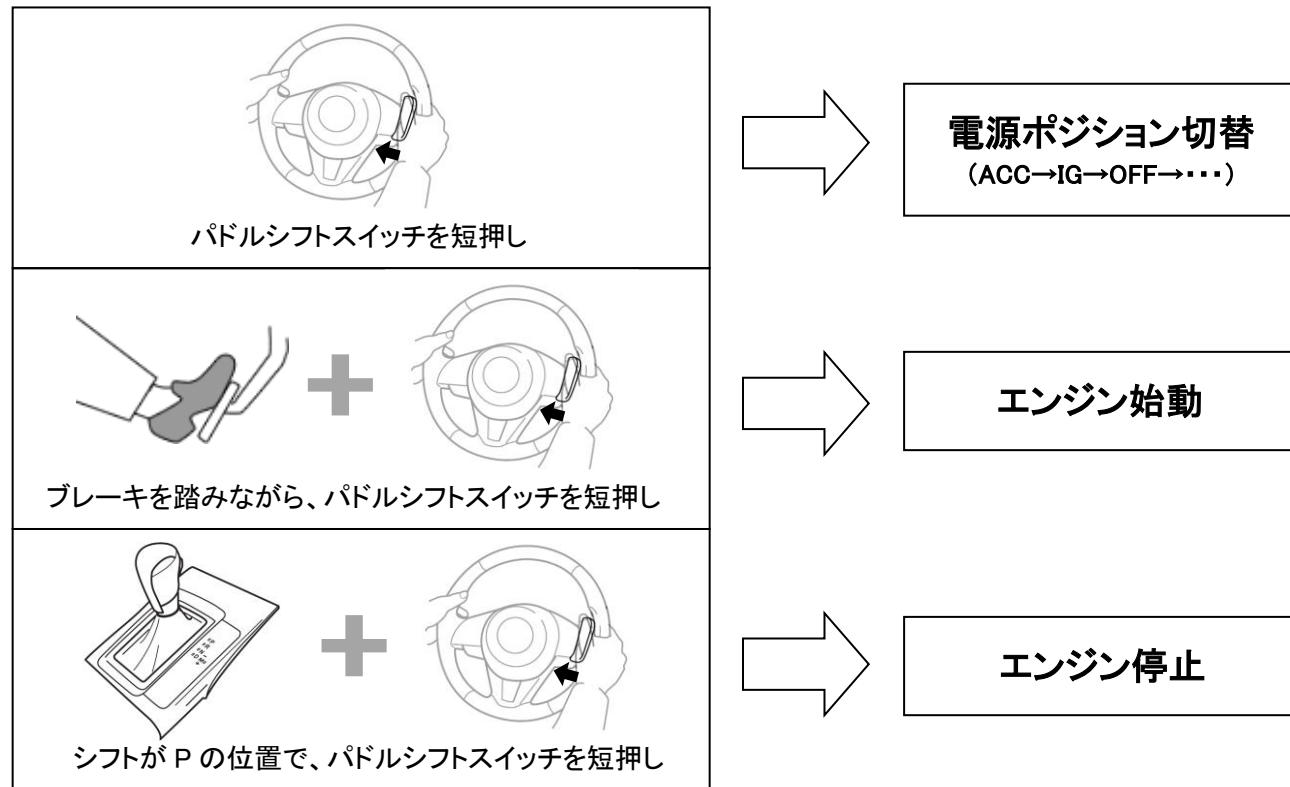 パドルシフトスイッチを短押し
電源ポジション切替
(ACC→IG→OFF→･･･)
ブレーキを踏みながら、パドルシフトスイッチを短押し
エンジン始動
シフトが P の位置で、パドルシフトスイッチを短押し
エンジン停止